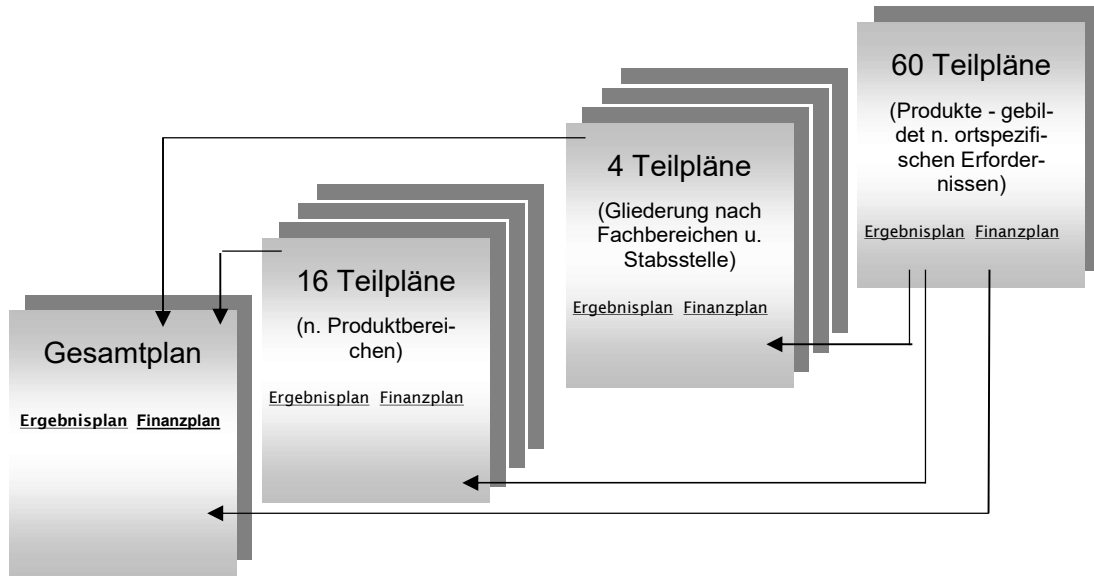 60 Teilpläne
(Produkte - gebil-
det n. ortspezifi-
schen Erforder-
nissen)
Ergebnisplan Finanzplan
4 Teilpläne
(Gliederung nach
Fachbereichen u.
Stabsstelle)
Ergebnisplan Finanzplan
16 Teilpläne
(n. Produktberei-
chen)
Ergebnisplan Finanzplan
Gesamtplan
Ergebnisplan Finanzplan